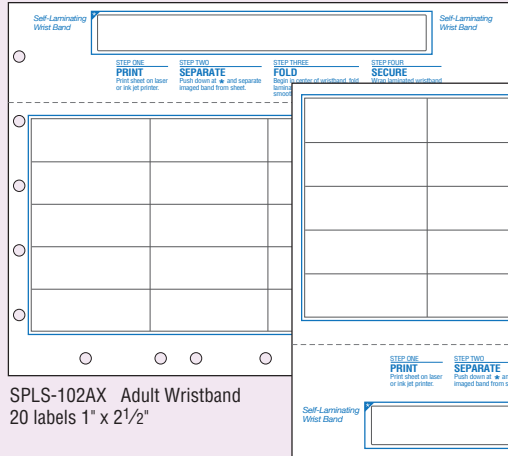 Self-Laminating
Wrist Band
Self-Laminating
Wrist Band
STEP ONE
PRINT
Print sheet on laser
or ink jet printer.
STEP TWO
SEPARATE
Push down at ★ and separate
imaged band from sheet.
STEP THREE
FOLD
Begin in center of wristband, fold
smoot
STEP FOUR
SECURE
Wrap laminated wristband
STEP ONE
PRINT
Print sheet on laser
or ink jet printer.
STEP TWO
SEPARATE
Push down at ★ an
imaged band from s
Self-Laminating
Wrist Band
SPLS-102AX Adult Wristband
20 labels 1" x 2 1/2"